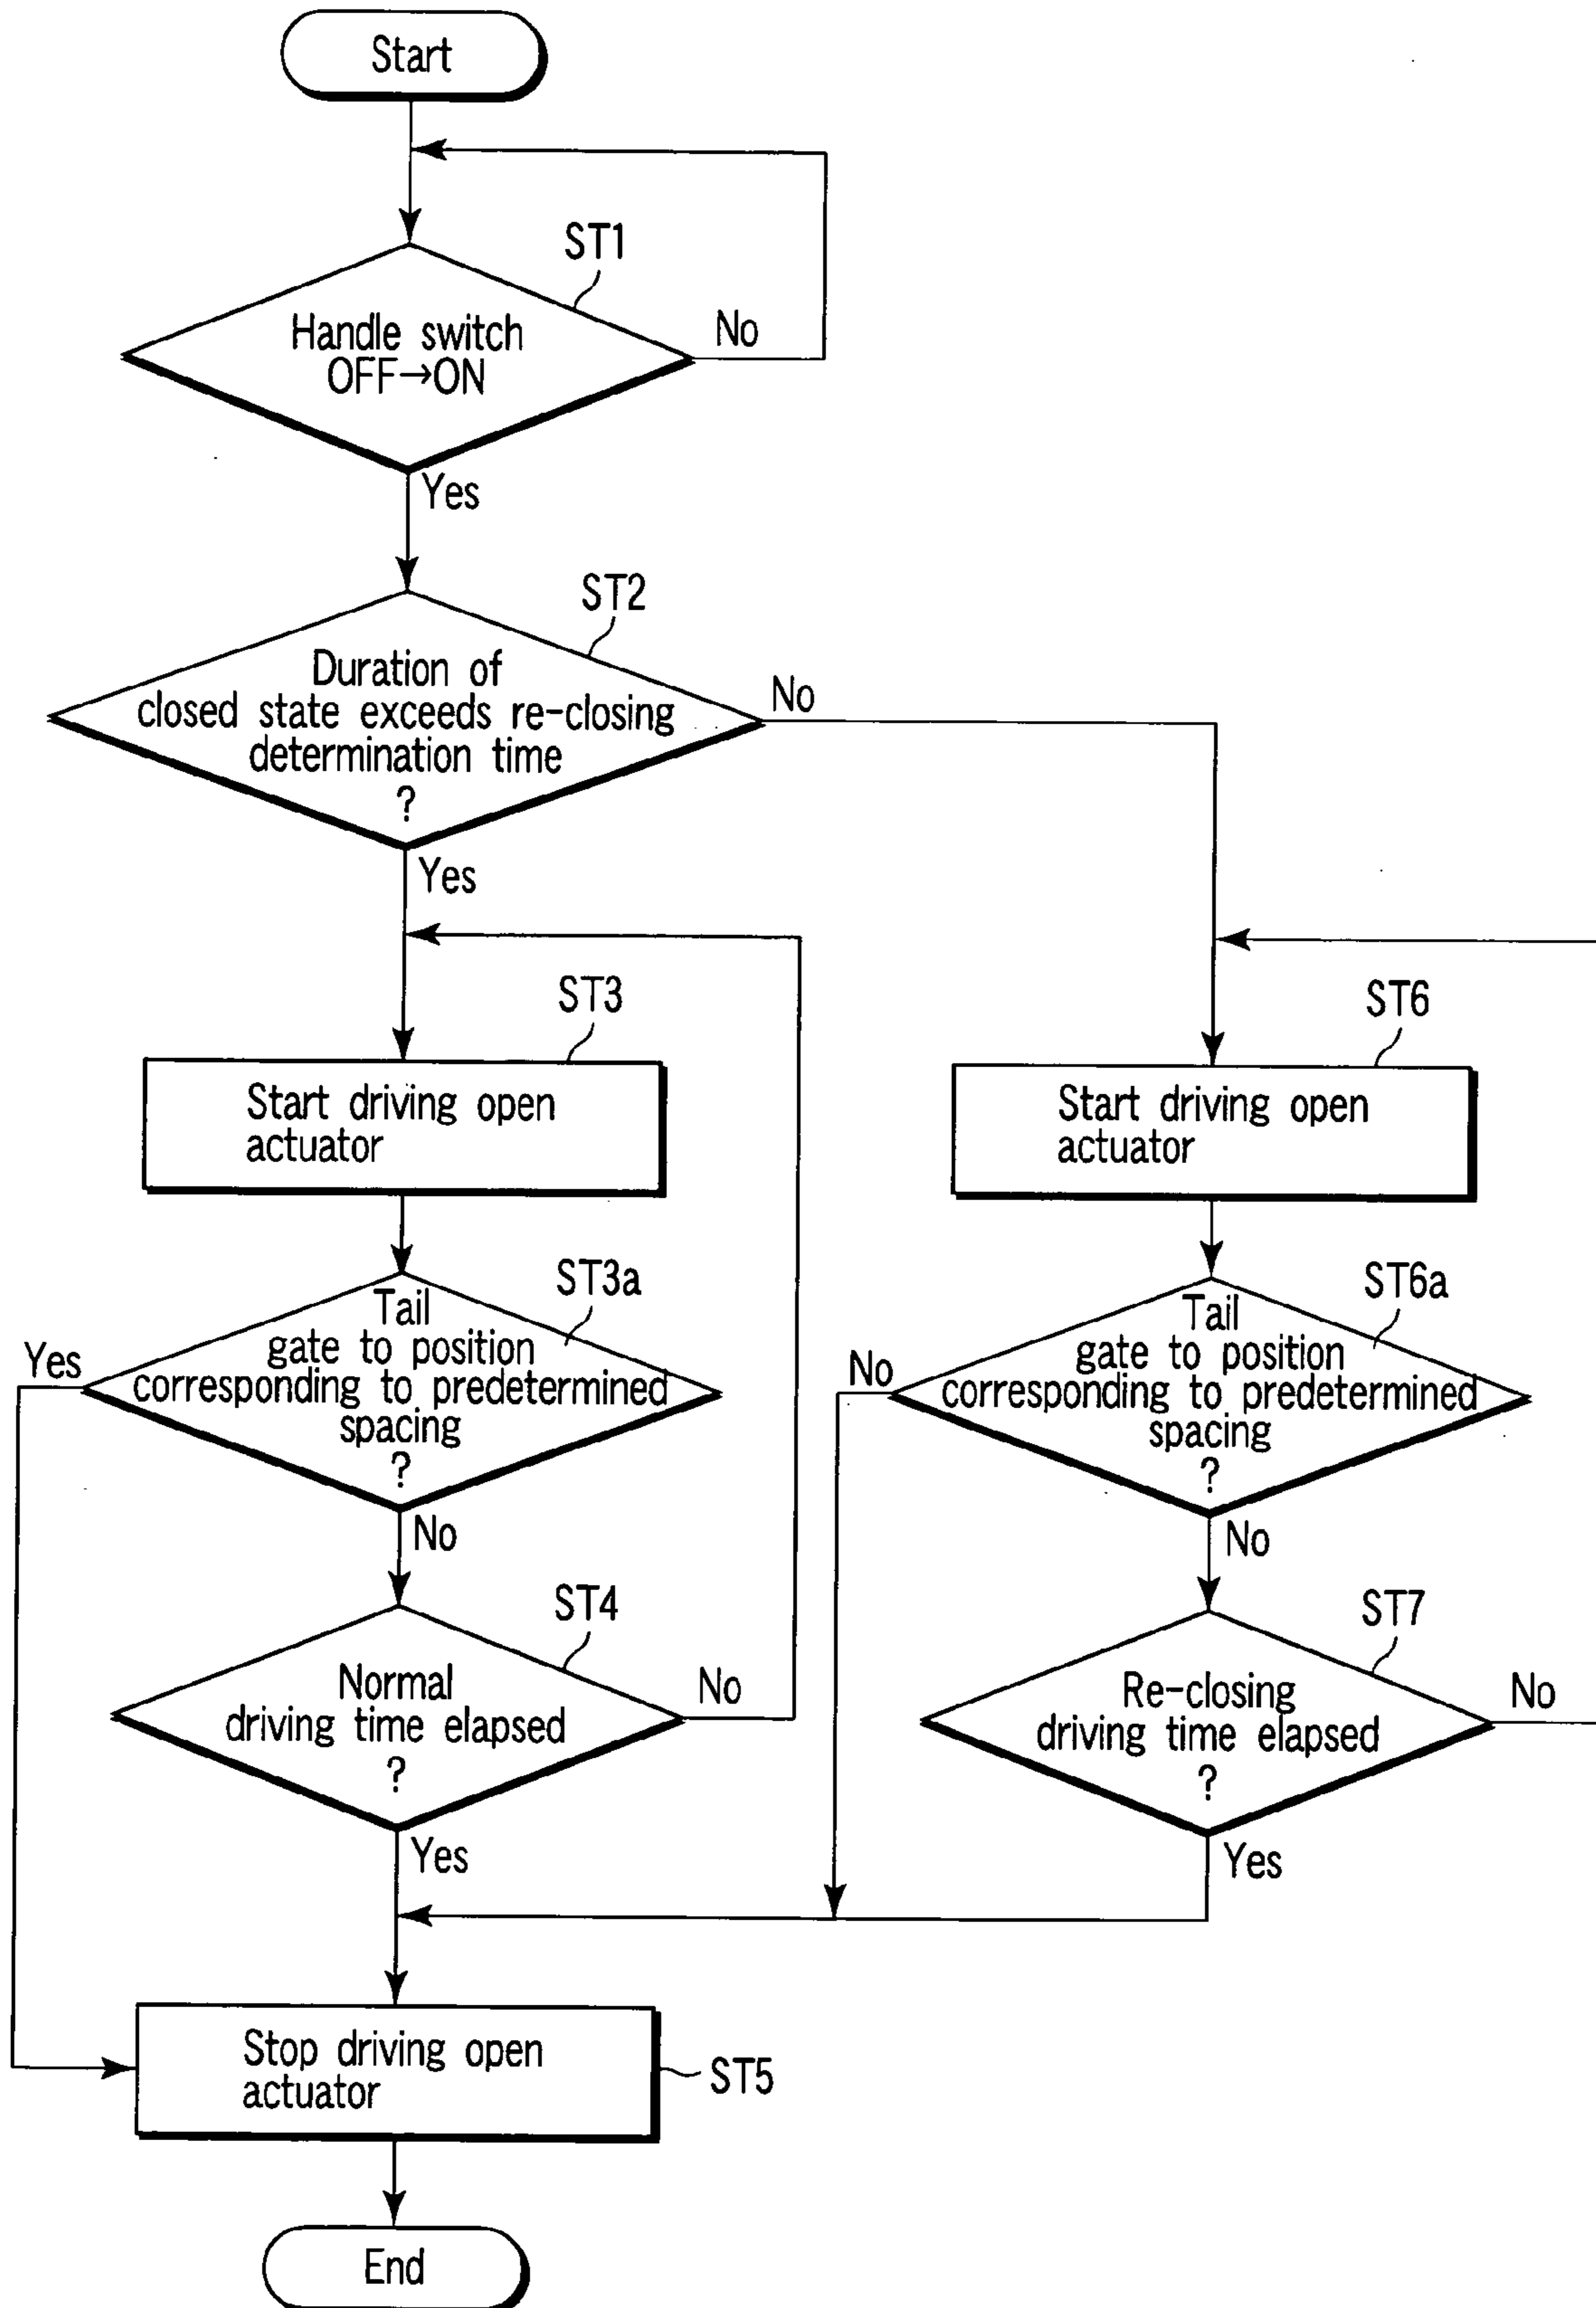 Start
ST1
Handle switch
OFF→ON
No
Yes
ST2
Duration of
closed state exceeds re-closing
determination time
?
No
Yes
ST3
Start driving open
actuator
ST6
Start driving open
actuator
ST3a
Tail
gate to position
corresponding to predetermined
spacing
?
Yes
No
ST6a
Tail
gate to position
corresponding to predetermined
spacing
?
No
No
ST4
Normal
driving time elapsed
?
No
Yes
ST7
Re-closing
driving time elapsed
?
No
Yes
Stop driving open
actuator
ST5
End